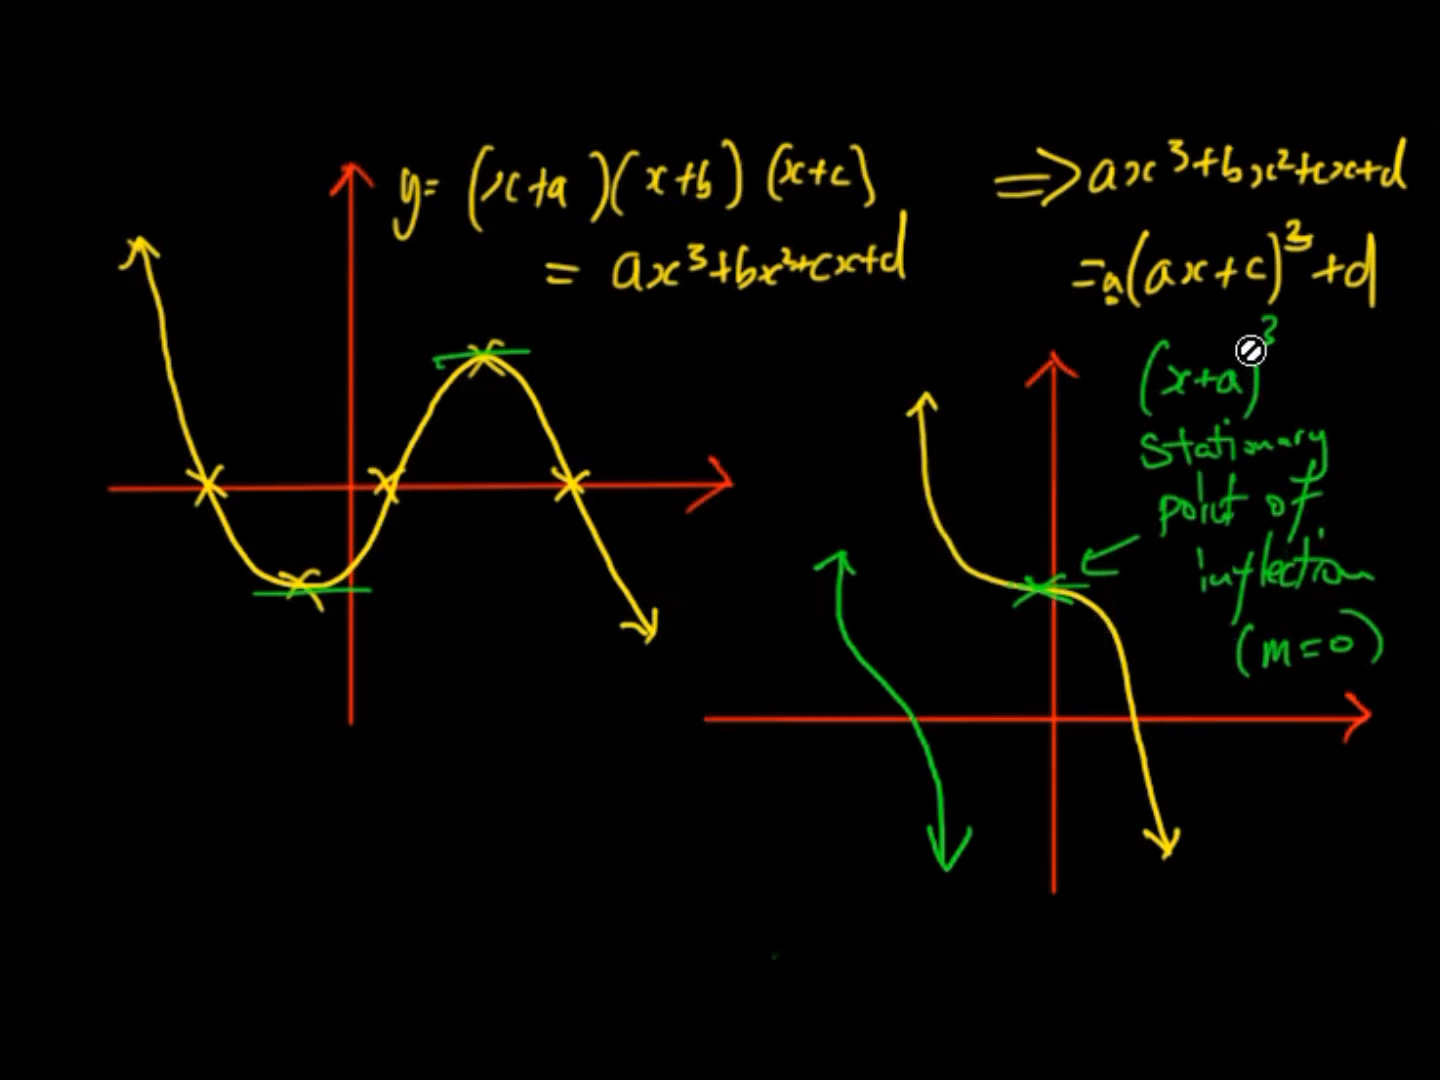 y= (x+a)(x+b)(x+c)
= ax³+bx²+cx+d
⇒ ax³+bx²+cx+d
=a(ax+c)³+d
(x+a)³
stationary
point of
inflection
(m=0)